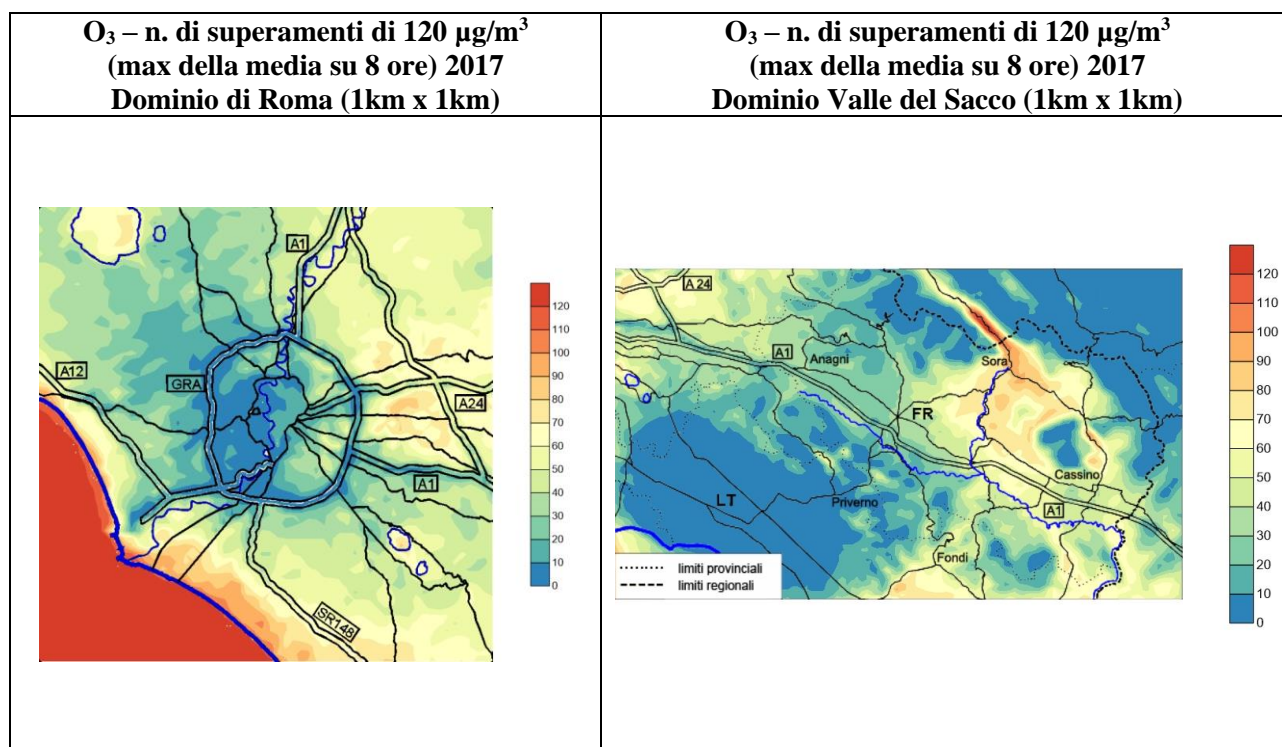 O₃ – n. di superamenti di 120 µg/m³
(max della media su 8 ore) 2017
Dominio di Roma (1km x 1km)
O₃ – n. di superamenti di 120 µg/m³
(max della media su 8 ore) 2017
Dominio Valle del Sacco (1km x 1km)
A1
A12
GRA
A24
A1
SR148
120
110
100
90
80
70
60
50
40
30
20
10
0
A 24
A1
Anagni
Sora
FR
Cassino
LT
Priverno
A1
Fondi
limiti provinciali
limiti regionali
120
110
100
90
80
70
60
50
40
30
20
10
0